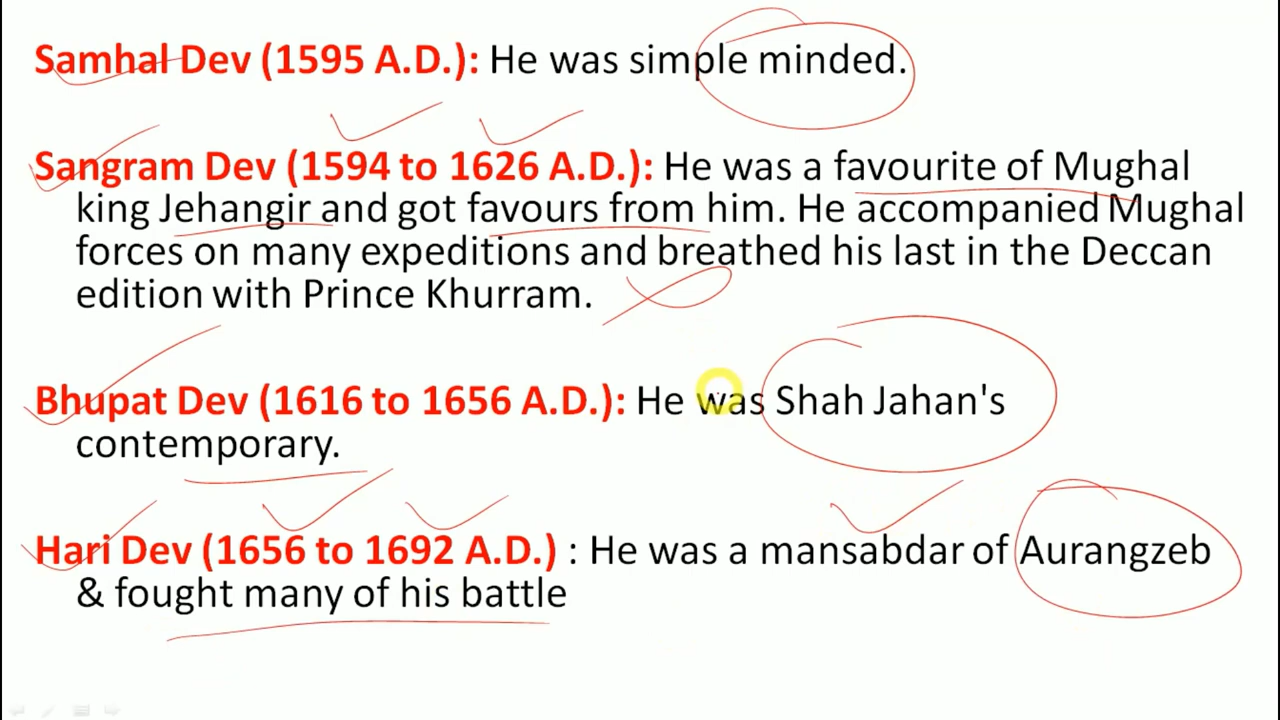 Samhal Dev (1595 A.D.): He was simple minded.
Sangram Dev (1594 to 1626 A.D.): He was a favourite of Mughal
king Jehangir and got favours from him. He accompanied Mughal
forces on many expeditions and breathed his last in the Deccan
edition with Prince Khurram.
Bhupat Dev (1616 to 1656 A.D.): He was Shah Jahan's
contemporary.
Hari Dev (1656 to 1692 A.D.) : He was a mansabdar of Aurangzeb
& fought many of his battle